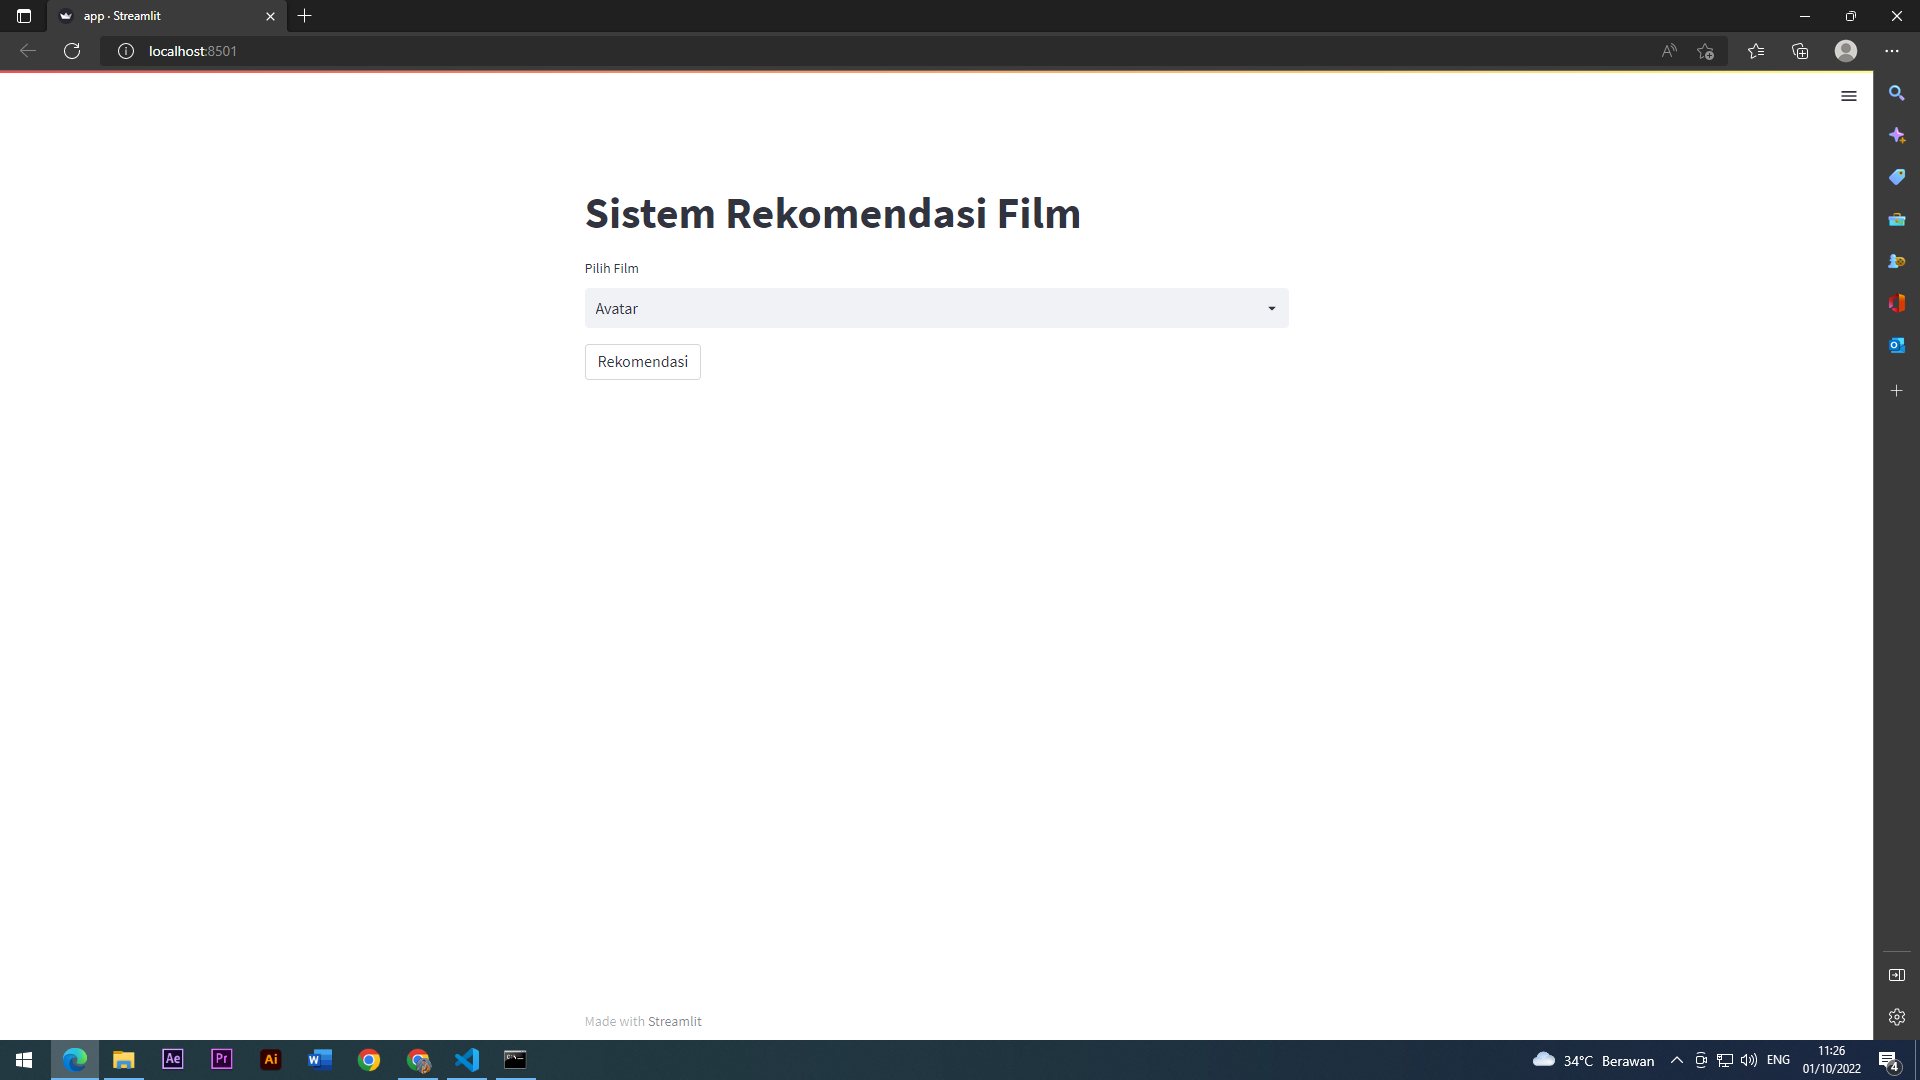 app · Streamlit
localhost:8501
Sistem Rekomendasi Film
Pilih Film
Avatar
Rekomendasi
Made with Streamlit
Ae
Pr
Ai
W
34°C Berawan
ENG
11:26
01/10/2022
4